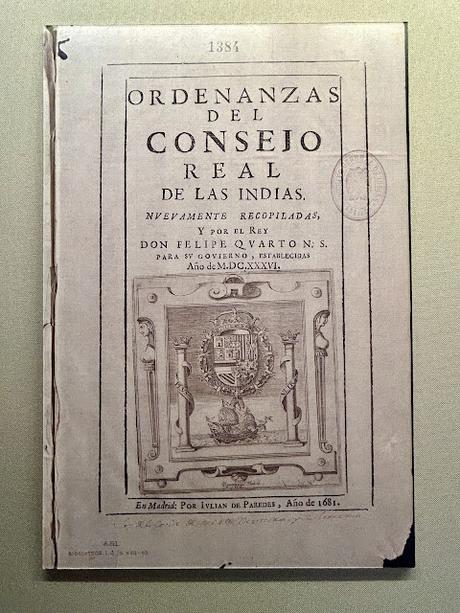 5
1384
ORDENANZAS
DEL
CONSEJO
REAL
DE LAS INDIAS.
NVEVAMENTE RECOPILADAS,
Y POR EL REY
DON FELIPE QVARTO N. S.
PARA SV GOVIERNO, ESTABLECIDAS
Año de M.DC.XXXVI.
En Madrid: POR IVLIAN DE PAREDES, Año de 1681.